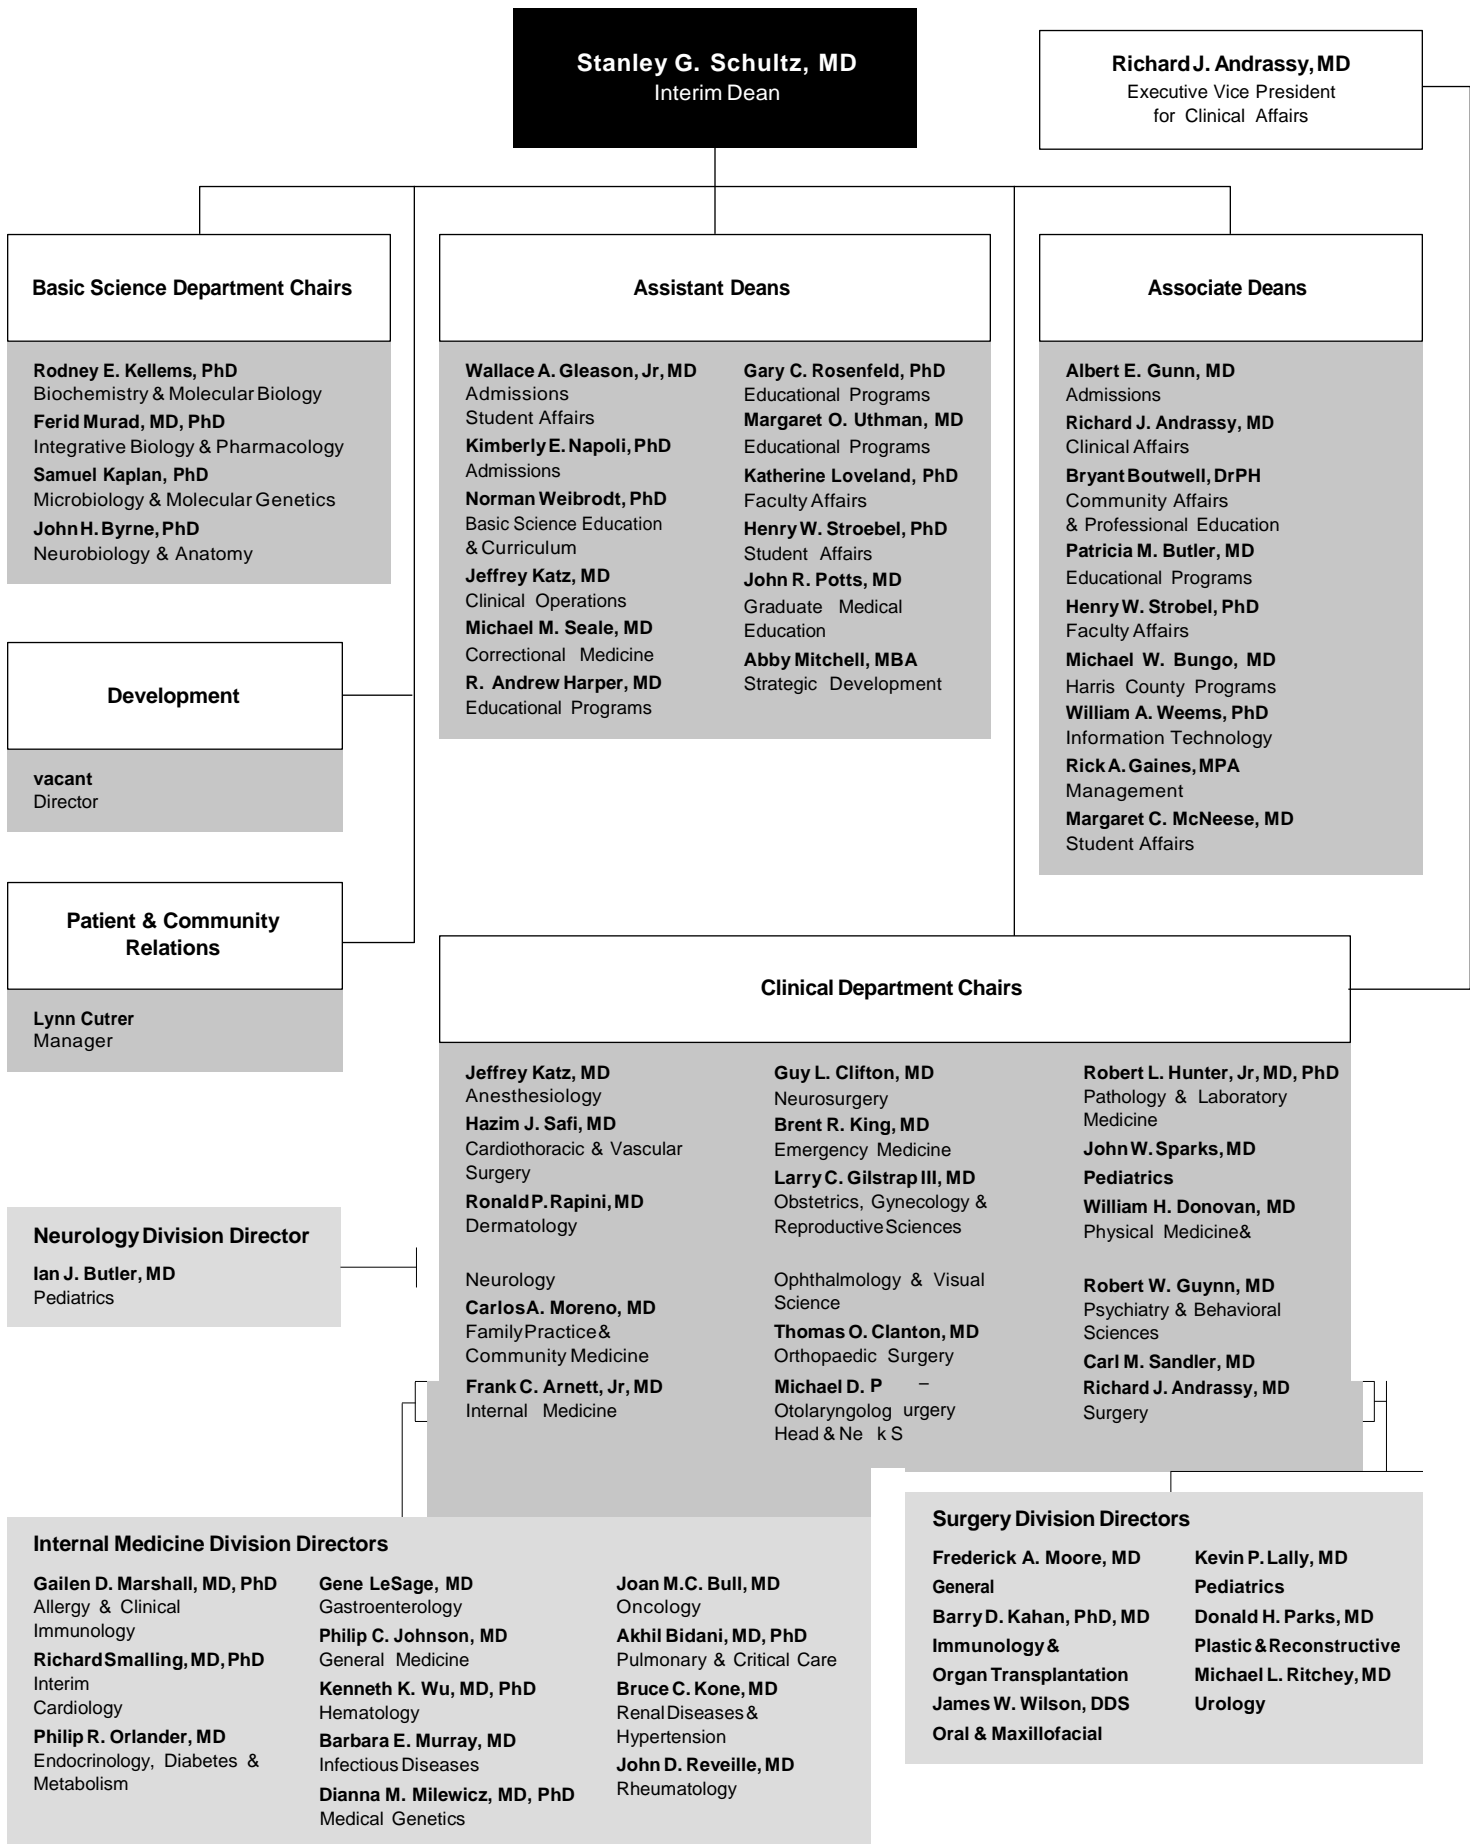 Stanley G. Schultz, MD
Interim Dean
Richard J. Andrassy, MD
Executive Vice President
for Clinical Affairs
Basic Science Department Chairs
Rodney E. Kellems, PhD
Biochemistry & Molecular Biology
Ferid Murad, MD, PhD
Integrative Biology & Pharmacology
Samuel Kaplan, PhD
Microbiology & Molecular Genetics
John H. Byrne, PhD
Neurobiology & Anatomy
Assistant Deans
Wallace A. Gleason, Jr, MD
Admissions
Student Affairs
Kimberly E. Napoli, PhD
Admissions
Norman Weibrodt, PhD
Basic Science Education
& Curriculum
Jeffrey Katz, MD
Clinical Operations
Michael M. Seale, MD
Correctional Medicine
R. Andrew Harper, MD
Educational Programs
Gary C. Rosenfeld, PhD
Educational Programs
Margaret O. Uthman, MD
Educational Programs
Katherine Loveland, PhD
Faculty Affairs
Henry W. Stroebel, PhD
Student Affairs
John R. Potts, MD
Graduate Medical
Education
Abby Mitchell, MBA
Strategic Development
Associate Deans
Albert E. Gunn, MD
Admissions
Richard J. Andrassy, MD
Clinical Affairs
Bryant Boutwell, DrPH
Community Affairs
& Professional Education
Patricia M. Butler, MD
Educational Programs
Henry W. Strobel, PhD
Faculty Affairs
Michael W. Bungo, MD
Harris County Programs
William A. Weems, PhD
Information Technology
Rick A. Gaines, MPA
Management
Margaret C. McNeese, MD
Student Affairs
Development
vacant
Director
Patient & Community
Relations
Lynn Cutrer
Manager
Clinical Department Chairs
Jeffrey Katz, MD
Anesthesiology
Hazim J. Safi, MD
Cardiothoracic & Vascular
Surgery
Ronald P. Rapini, MD
Dermatology
Neurology
Carlos A. Moreno, MD
Family Practice &
Community Medicine
Frank C. Arnett, Jr, MD
Internal Medicine
Guy L. Clifton, MD
Neurosurgery
Brent R. King, MD
Emergency Medicine
Larry C. Gilstrap III, MD
Obstetrics, Gynecology &
Reproductive Sciences
Ophthalmology & Visual
Science
Thomas O. Clanton, MD
Orthopaedic Surgery
Michael D. P –
Otolaryngolog urgery
Head & Ne k S
Robert L. Hunter, Jr, MD, PhD
Pathology & Laboratory
Medicine
John W. Sparks, MD
Pediatrics
William H. Donovan, MD
Physical Medicine &
Robert W. Guynn, MD
Psychiatry & Behavioral
Sciences
Carl M. Sandler, MD
Richard J. Andrassy, MD
Surgery
Neurology Division Director
Ian J. Butler, MD
Pediatrics
Internal Medicine Division Directors
Gailen D. Marshall, MD, PhD
Allergy & Clinical
Immunology
Richard Smalling, MD, PhD
Interim
Cardiology
Philip R. Orlander, MD
Endocrinology, Diabetes &
Metabolism
Gene LeSage, MD
Gastroenterology
Philip C. Johnson, MD
General Medicine
Kenneth K. Wu, MD, PhD
Hematology
Barbara E. Murray, MD
Infectious Diseases
Dianna M. Milewicz, MD, PhD
Medical Genetics
Joan M.C. Bull, MD
Oncology
Akhil Bidani, MD, PhD
Pulmonary & Critical Care
Bruce C. Kone, MD
Renal Diseases &
Hypertension
John D. Reveille, MD
Rheumatology
Surgery Division Directors
Frederick A. Moore, MD
General
Barry D. Kahan, PhD, MD
Immunology &
Organ Transplantation
James W. Wilson, DDS
Oral & Maxillofacial
Kevin P. Lally, MD
Pediatrics
Donald H. Parks, MD
Plastic & Reconstructive
Michael L. Ritchey, MD
Urology